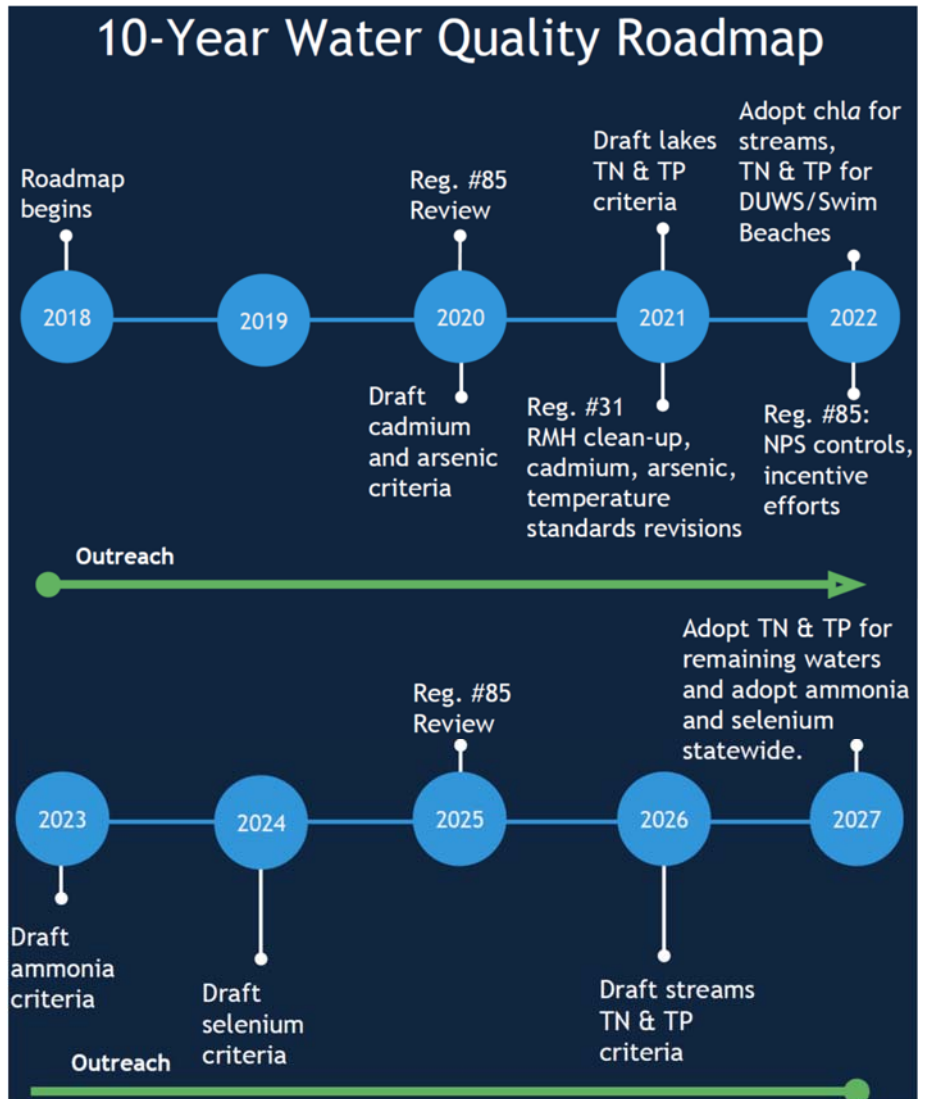 10-Year Water Quality Roadmap
Roadmap
begins
Reg. #85
Review
Draft lakes
TN & TP
criteria
Adopt chla for
streams,
TN & TP for
DUWS/Swim
Beaches
2018
2019
2020
2021
2022
Draft
cadmium
and arsenic
criteria
Reg. #31
RMH clean-up,
cadmium, arsenic,
temperature
standards revisions
Reg. #85:
NPS controls,
incentive
efforts
Outreach
Reg. #85
Review
Adopt TN & TP for
remaining waters
and adopt ammonia
and selenium
statewide.
2023
2024
2025
2026
2027
Draft
ammonia
criteria
Draft
selenium
criteria
Draft streams
TN & TP
criteria
Outreach